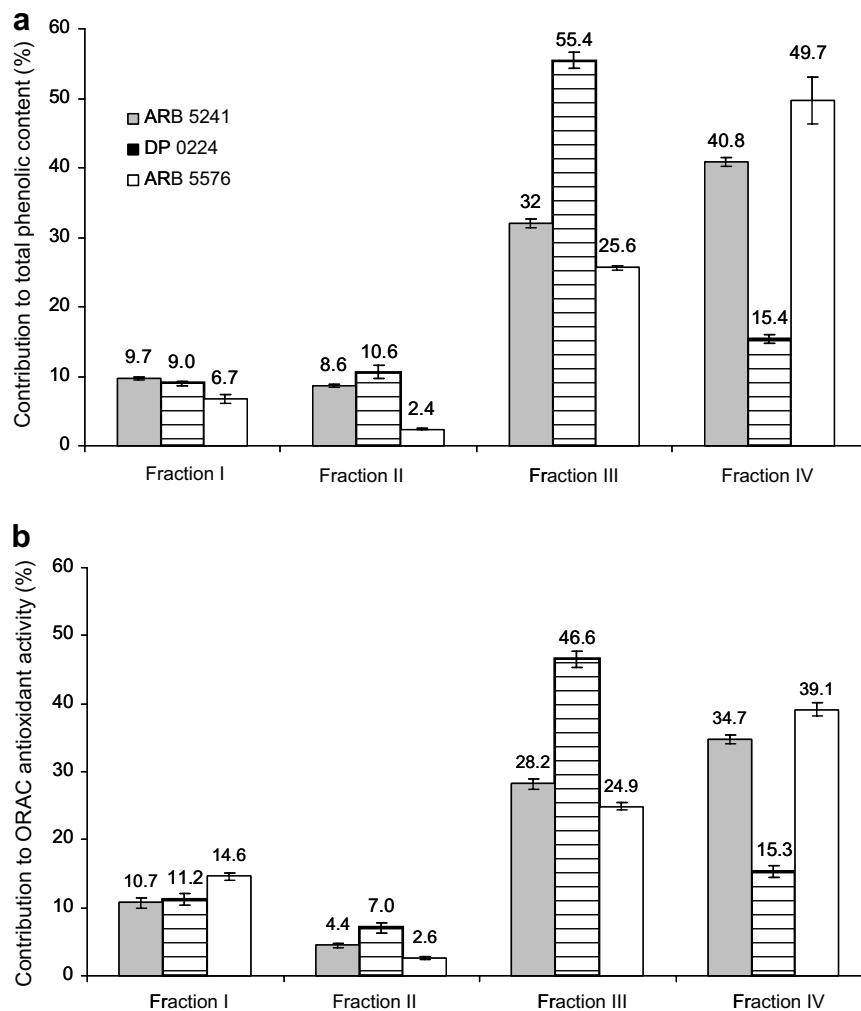 a
Contribution to total phenolic content (%)
60
50
40
30
20
10
0
ARB 5241
DP 0224
ARB 5576
9.7
9.0
6.7
8.6
10.6
2.4
32
55.4
25.6
40.8
15.4
49.7
Fraction I
Fraction II
Fraction III
Fraction IV
b
Contribution to ORAC antioxidant activity (%)
60
50
40
30
20
10
0
10.7
11.2
14.6
4.4
7.0
2.6
28.2
46.6
24.9
34.7
15.3
39.1
Fraction I
Fraction II
Fraction III
Fraction IV